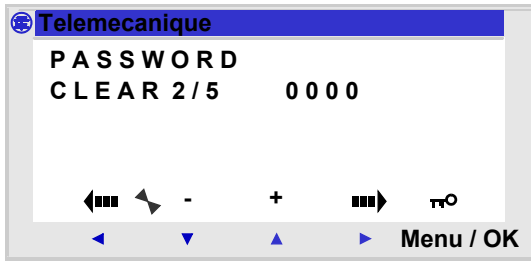 Telemecanique
PASSWORD
CLEAR 2/5 0000
- +
Menu / OK